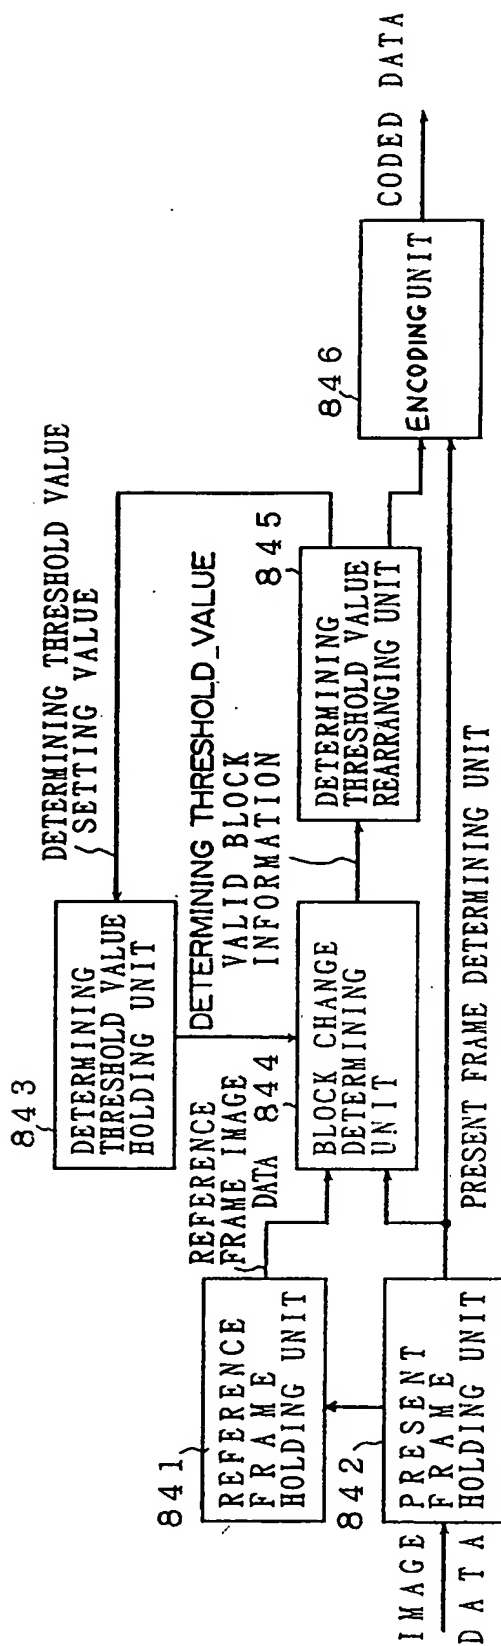 IMAGE
DATA
842
PRESENT
FRAME
HOLDING UNIT
841
REFERENCE
FRAME
HOLDING UNIT
REFERENCE
FRAME IMAGE
DATA
843
DETERMINING
THRESHOLD VALUE
HOLDING UNIT
DETERMINING THRESHOLD VALUE
SETTING VALUE
DETERMINING THRESHOLD_VALUE
844
BLOCK CHANGE
DETERMINING
UNIT
VALID BLOCK
INFORMATION
845
DETERMINING
THRESHOLD VALUE
REARRANGING UNIT
PRESENT FRAME DETERMINING UNIT
846
ENCODING UNIT
CODED DATA